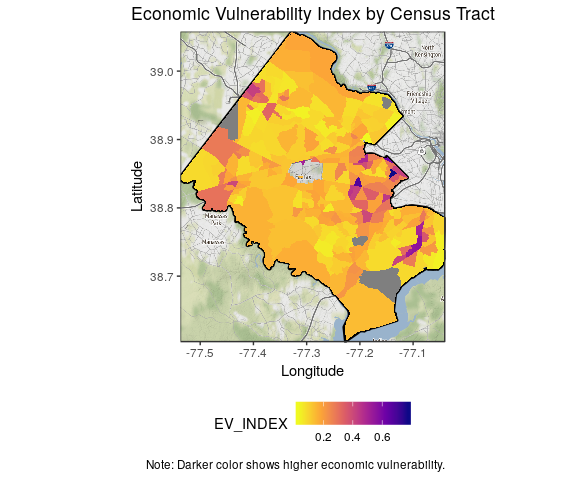 Economic Vulnerability Index by Census Tract
North
Kensington
Friendship
Village
39.0
38.9
38.8
38.7
Latitude
Fairfax
Manassas
Park
Manassas
-77.5
-77.4
-77.3
-77.2
-77.1
Longitude
EV_INDEX
0.2
0.4
0.6
Note: Darker color shows higher economic vulnerability.